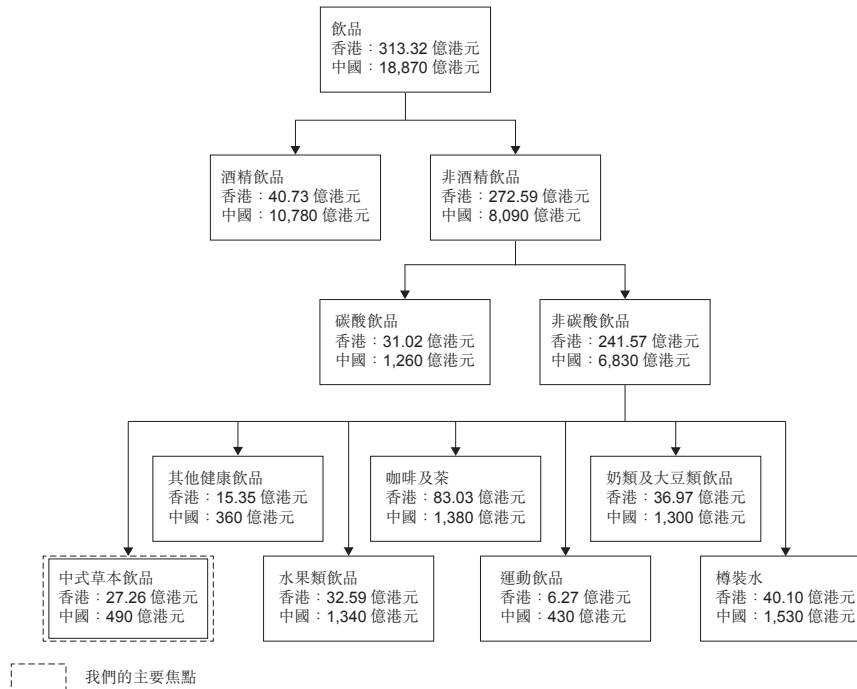 飲品
香港：313.32 億港元
中國：18,870 億港元
酒精飲品
香港：40.73 億港元
中國：10,780 億港元
非酒精飲品
香港：272.59 億港元
中國：8,090 億港元
碳酸飲品
香港：31.02 億港元
中國：1,260 億港元
非碳酸飲品
香港：241.57 億港元
中國：6,830 億港元
其他健康飲品
香港：15.35 億港元
中國：360 億港元
咖啡及茶
香港：83.03 億港元
中國：1,380 億港元
奶類及大豆類飲品
香港：36.97 億港元
中國：1,300 億港元
中式草本飲品
香港：27.26 億港元
中國：490 億港元
水果類飲品
香港：32.59 億港元
中國：1,340 億港元
運動飲品
香港：6.27 億港元
中國：430 億港元
樽裝水
香港：40.10 億港元
中國：1,530 億港元
我們的主要焦點